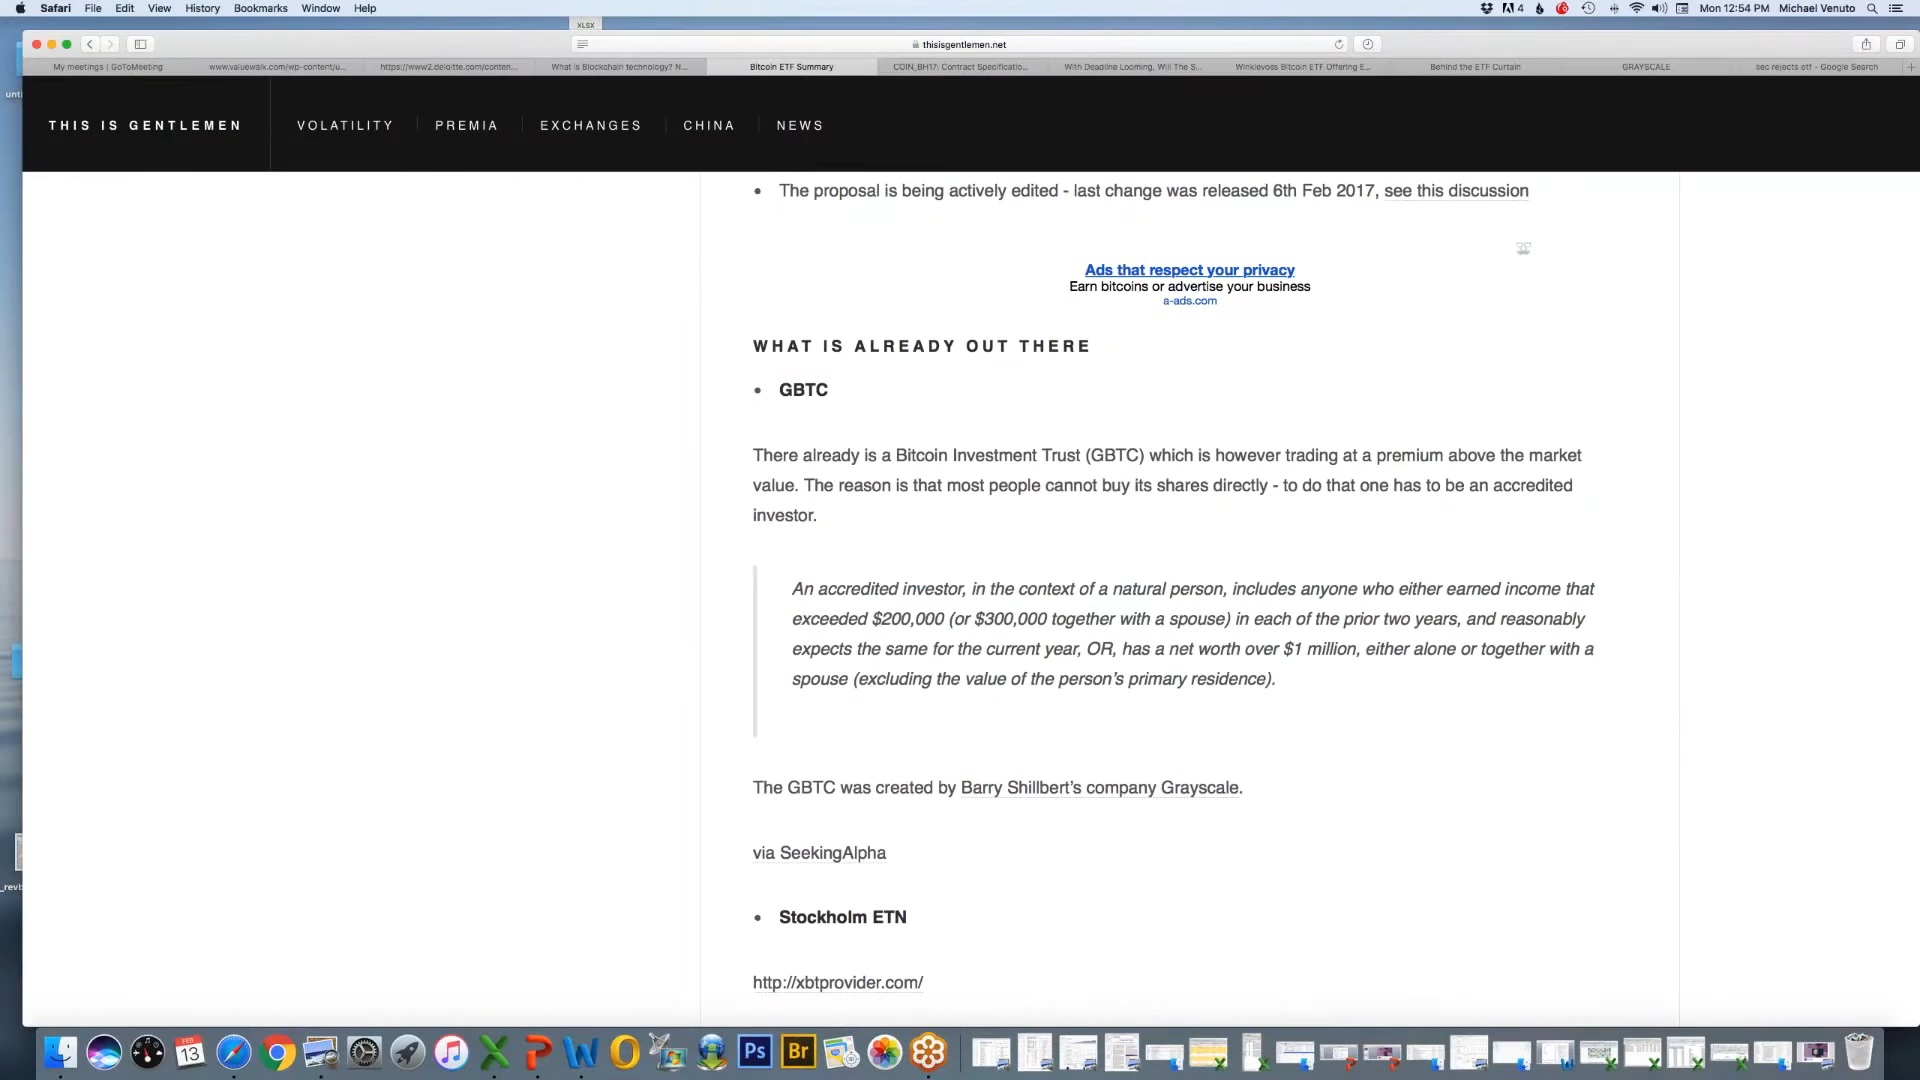 Safari File Edit View History Bookmarks Window Help
4 Mon 12:54 PM Michael Venuto
XLSX
thisisgentlemen.net
My meetings | GoToMeeting www.valuewalk.com/wp-content/u... https://www2.deloitte.com/conten... What is Blockchain technology? N... Bitcoin ETF Summary COIN_BH17: Contract Specificatio... With Deadline Looming, Will The S... Winklevoss Bitcoin ETF Offering E... Behind the ETF Curtain GRAYSCALE sec rejects etf - Google Search
THIS IS GENTLEMEN VOLATILITY PREMIA EXCHANGES CHINA NEWS
• The proposal is being actively edited - last change was released 6th Feb 2017, see this discussion
Ads that respect your privacy
Earn bitcoins or advertise your business
a-ads.com
WHAT IS ALREADY OUT THERE
• GBTC
There already is a Bitcoin Investment Trust (GBTC) which is however trading at a premium above the market
value. The reason is that most people cannot buy its shares directly - to do that one has to be an accredited
investor.
An accredited investor, in the context of a natural person, includes anyone who either earned income that
exceeded $200,000 (or $300,000 together with a spouse) in each of the prior two years, and reasonably
expects the same for the current year, OR, has a net worth over $1 million, either alone or together with a
spouse (excluding the value of the person’s primary residence).
The GBTC was created by Barry Shillbert’s company Grayscale.
via SeekingAlpha
• Stockholm ETN
http://xbtprovider.com/
FEB
13
Ps
Br